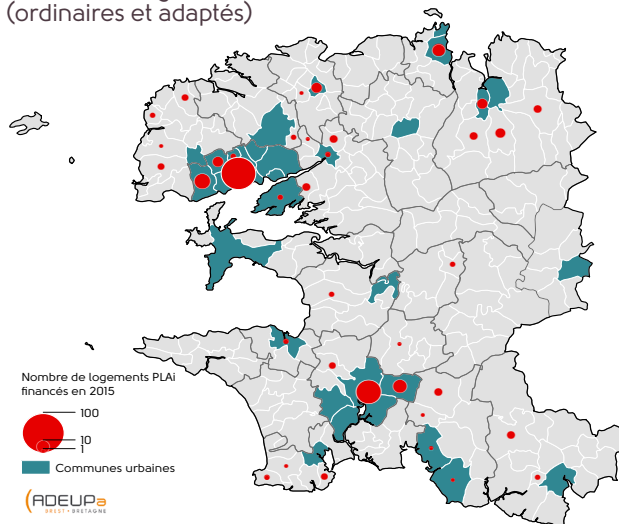 (ordinaires et adaptés)
Nombre de logements PLAi
financés en 2015
100
10
1
Communes urbaines
ADEUPa
BREST • BRETAGNE